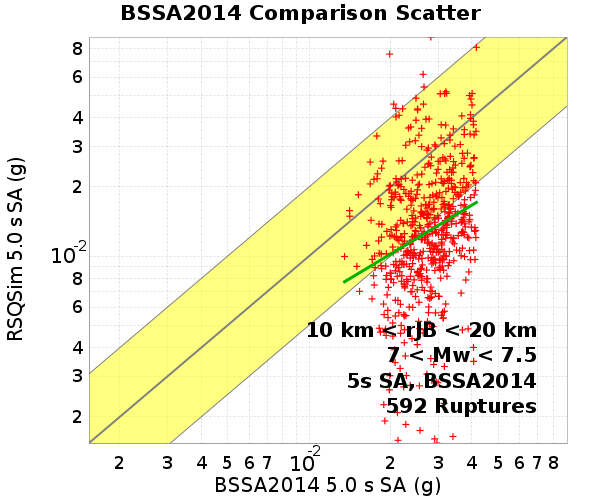 BSSA2014 Comparison Scatter
RSQSim 5.0 s SA (g)
8
6
4
3
2
10-2
8
6
4
3
2
10 km < rJB < 20 km
7 < Mw < 7.5
5s SA, BSSA2014
592 Ruptures
2 3 4 5 6 7 10-2 2 3 4 5 6 7 8
BSSA2014 5.0 s SA (g)